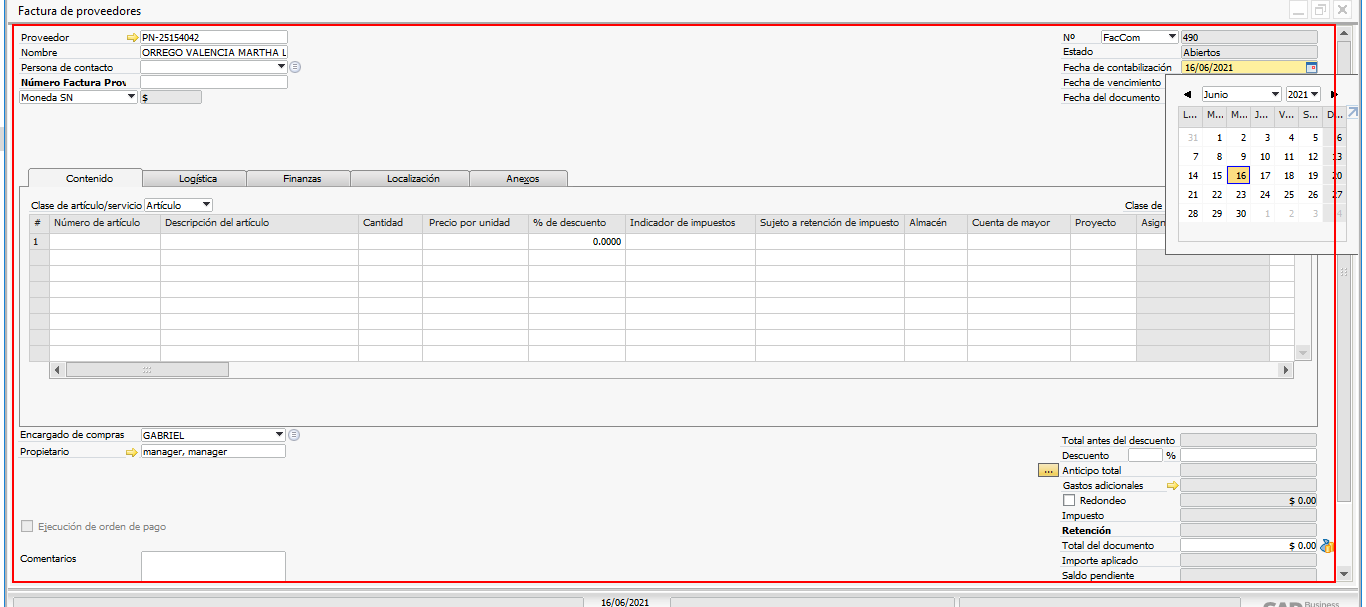 Factura de proveedores
Proveedor PN-25154042
Nombre ORREGO VALENCIA MARTHA L
Persona de contacto
Número Factura Prov
Moneda SN $
Nº FacCom 490
Estado Abiertos
Fecha de contabilización 16/06/2021
Fecha de vencimiento
Fecha del documento
Junio 2021
L... M... M... J... V... S... D...
31 1 2 3 4 5 6
7 8 9 10 11 12 13
14 15 16 17 18 19 20
21 22 23 24 25 26 27
28 29 30 1 2 3 4
Contenido Logística Finanzas Localización Anexos
Clase de artículo/servicio Artículo Clase de
# Número de artículo Descripción del artículo Cantidad Precio por unidad % de descuento Indicador de impuestos Sujeto a retención de impuesto Almacén Cuenta de mayor Proyecto Asign
1 0.0000
Encargado de compras GABRIEL
Propietario manager, manager
Ejecución de orden de pago
Comentarios
Total antes del descuento
Descuento %
... Anticipo total
Gastos adicionales
Redondeo $ 0.00
Impuesto
Retención
Total del documento $ 0.00
Importe aplicado
Saldo pendiente
16/06/2021
Business